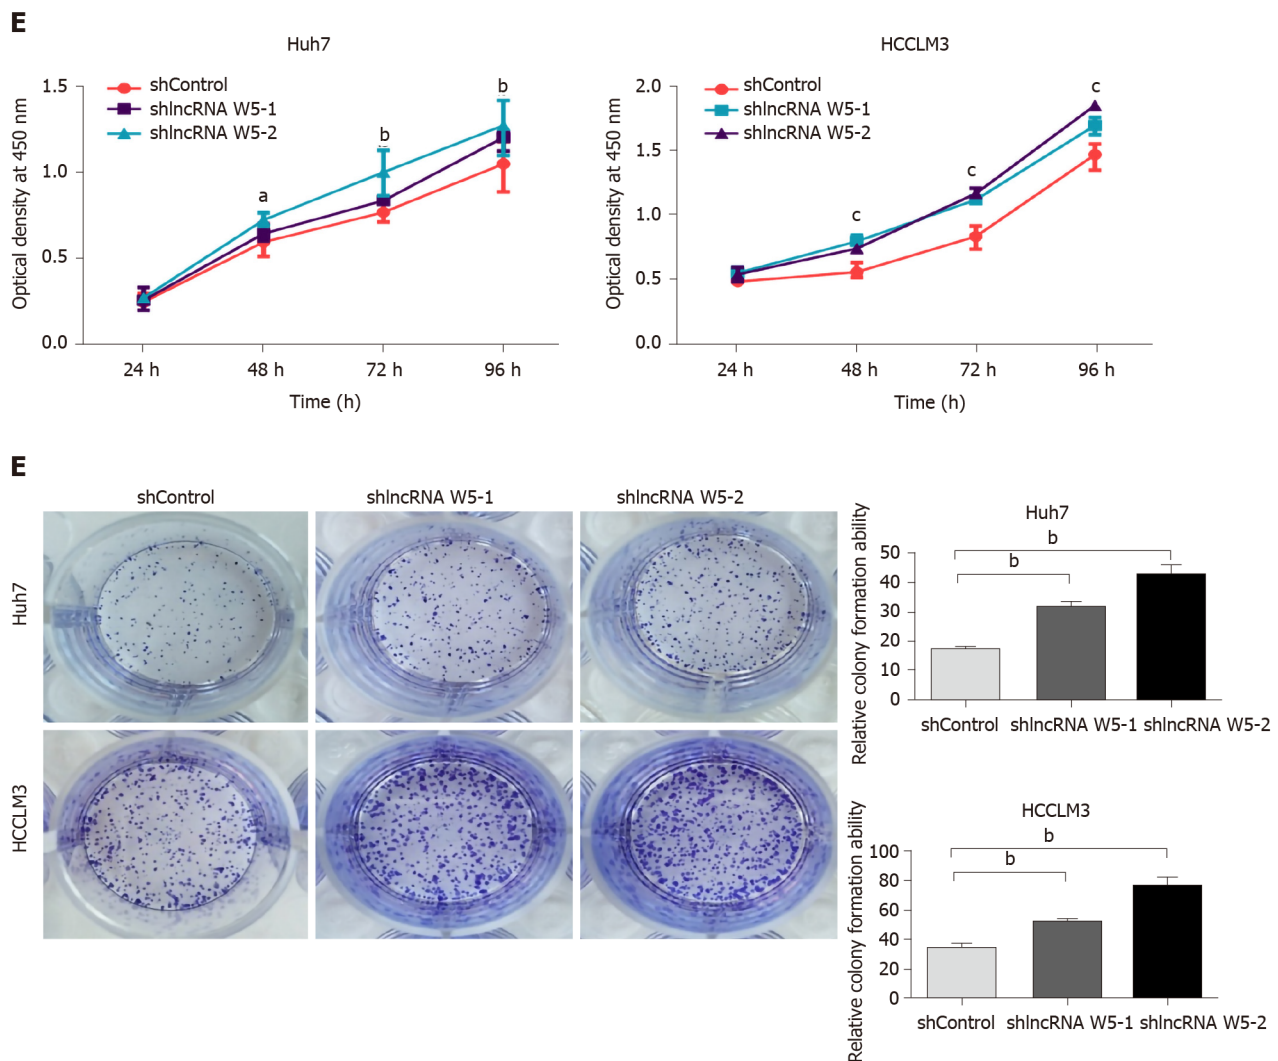 E
Huh7
Optical density at 450 nm
1.5
1.0
0.5
0.0
shControl
shlncRNA W5-1
shlncRNA W5-2
a
b
b
24 h 48 h 72 h 96 h
Time (h)
HCCLM3
Optical density at 450 nm
2.0
1.5
1.0
0.5
0.0
shControl
shlncRNA W5-1
shlncRNA W5-2
c
c
c
24 h 48 h 72 h 96 h
Time (h)
E
shControl shlncRNA W5-1 shlncRNA W5-2
Huh7
HCCLM3
Huh7
Relative colony formation ability
50
40
30
20
10
0
b
b
shControl shlncRNA W5-1 shlncRNA W5-2
HCCLM3
Relative colony formation ability
100
80
60
40
20
0
b
b
shControl shlncRNA W5-1 shlncRNA W5-2